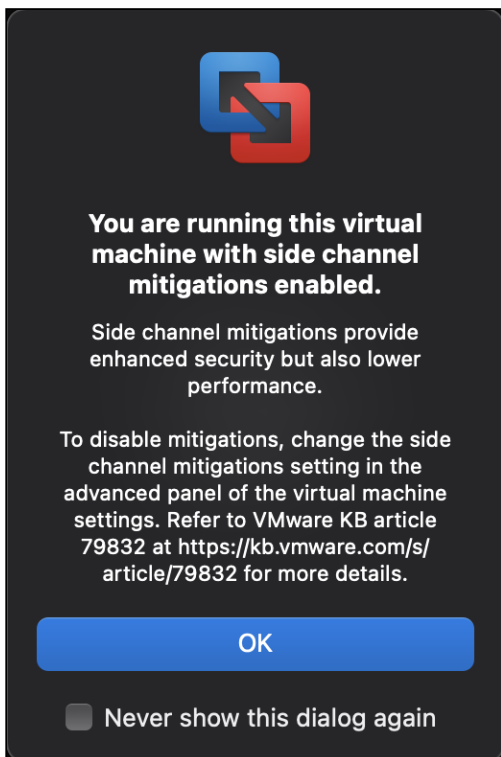 You are running this virtual
machine with side channel
mitigations enabled.
Side channel mitigations provide
enhanced security but also lower
performance.
To disable mitigations, change the side
channel mitigations setting in the
advanced panel of the virtual machine
settings. Refer to VMware KB article
79832 at https://kb.vmware.com/s/
article/79832 for more details.
OK
Never show this dialog again